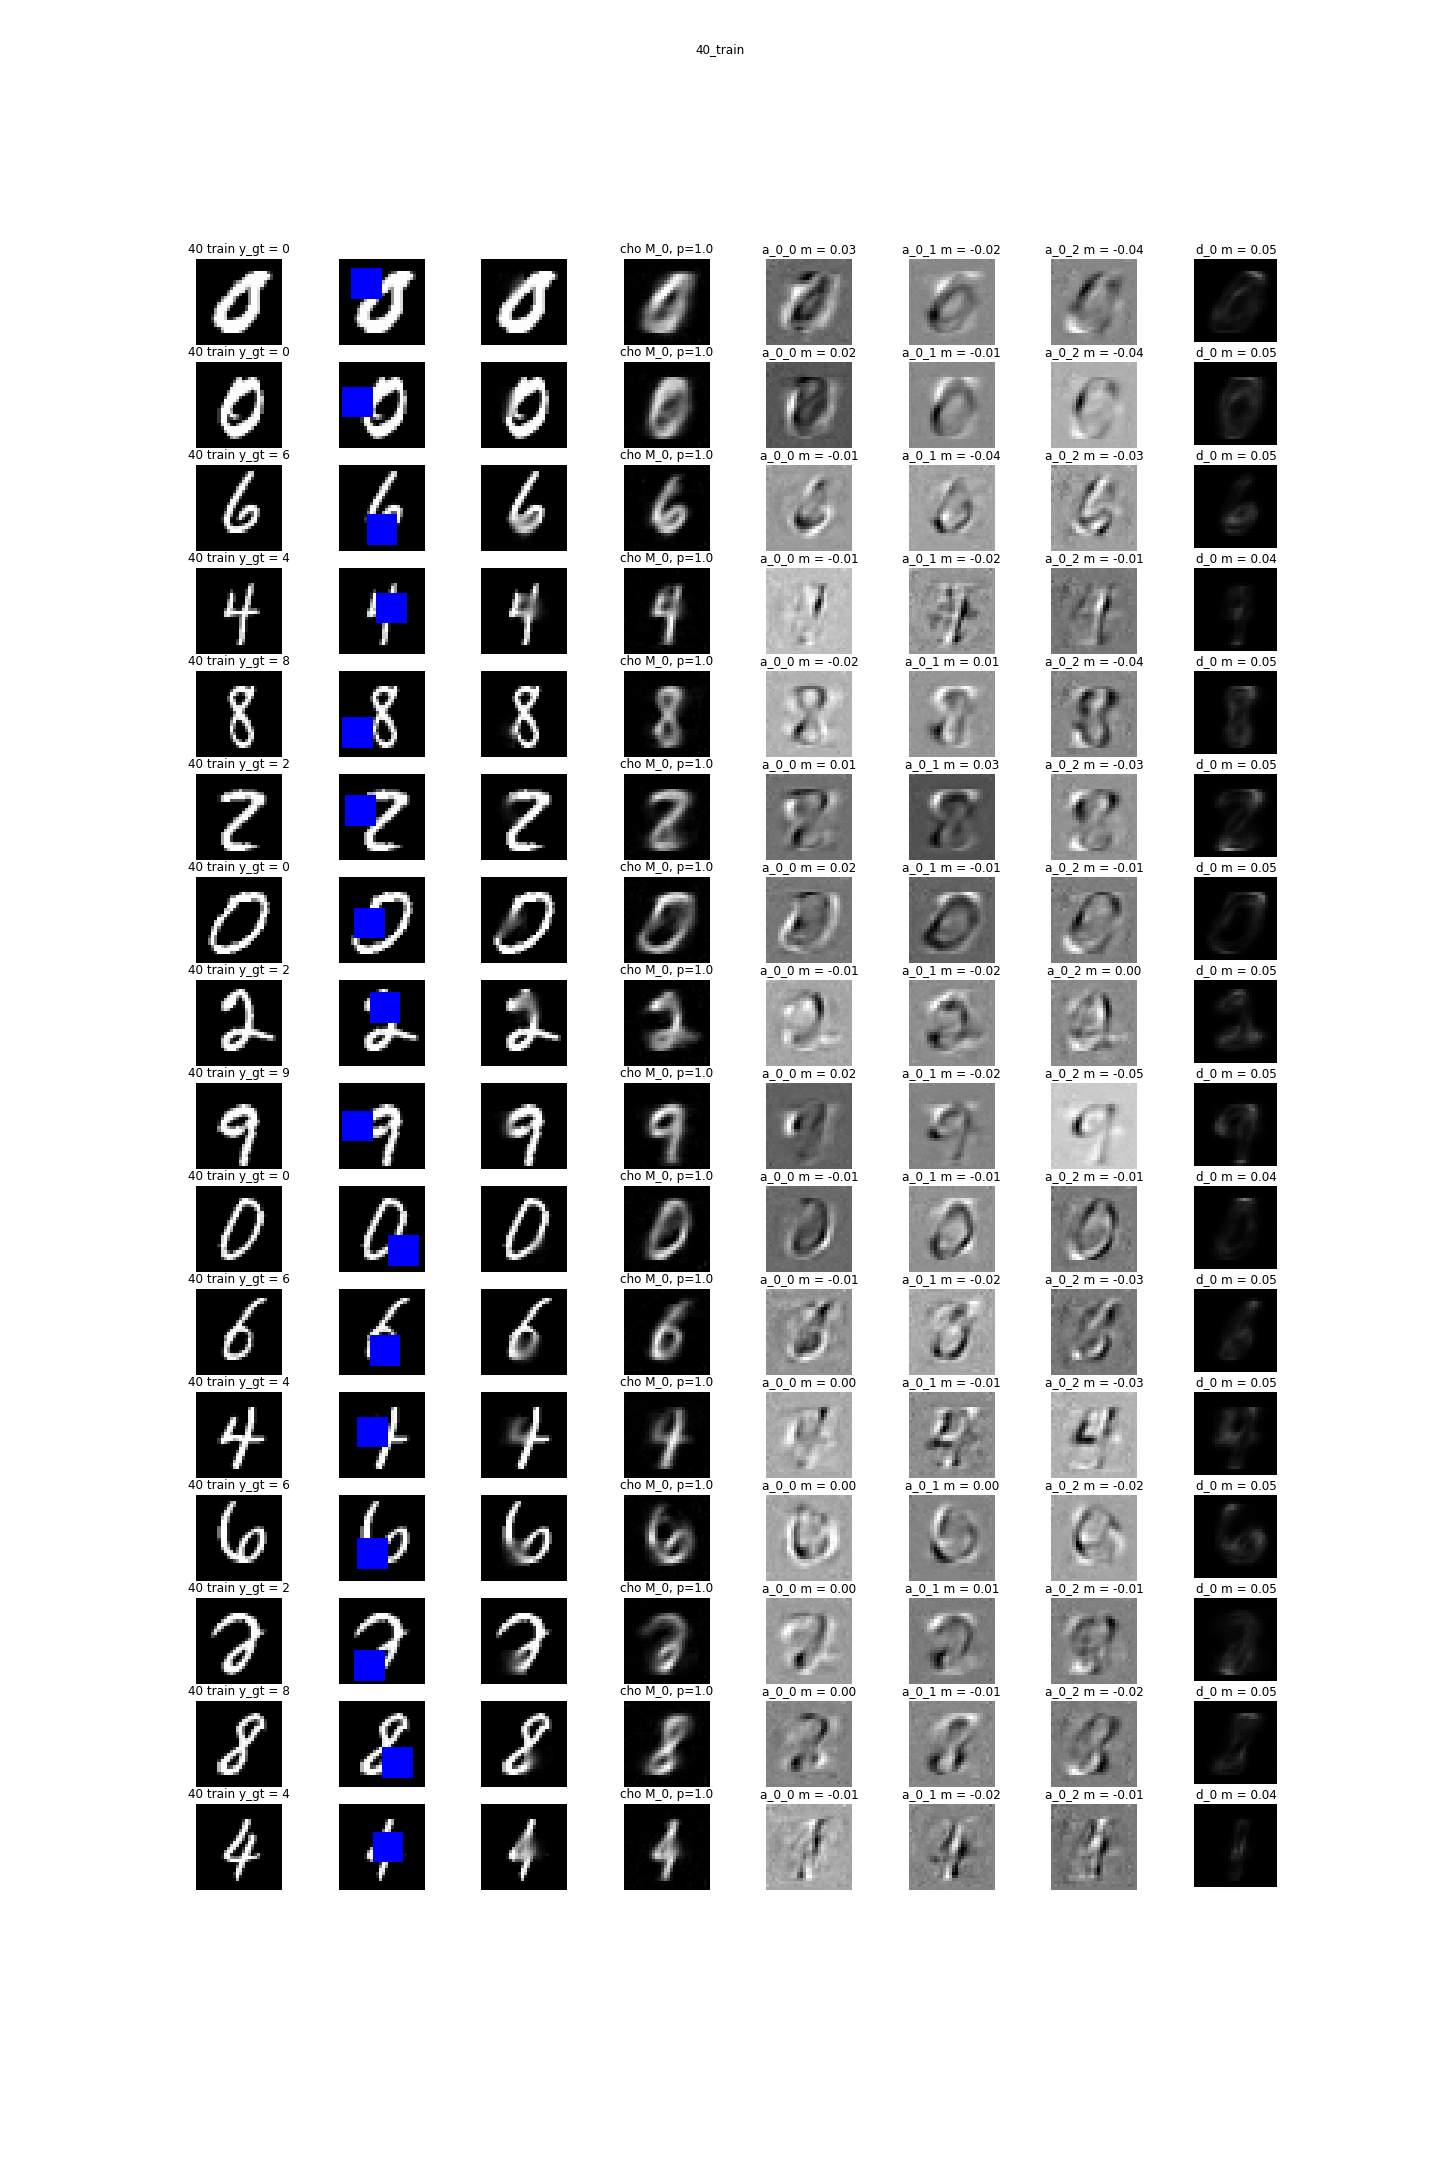 40_train
40 train y_gt = 0 cho M_0, p=1.0 a_0_0 m = 0.03 a_0_1 m = -0.02 a_0_2 m = -0.04 d_0 m = 0.05
40 train y_gt = 0 cho M_0, p=1.0 a_0_0 m = 0.02 a_0_1 m = -0.01 a_0_2 m = -0.04 d_0 m = 0.05
40 train y_gt = 6 cho M_0, p=1.0 a_0_0 m = -0.01 a_0_1 m = -0.04 a_0_2 m = -0.03 d_0 m = 0.05
40 train y_gt = 4 cho M_0, p=1.0 a_0_0 m = -0.01 a_0_1 m = -0.02 a_0_2 m = -0.01 d_0 m = 0.04
40 train y_gt = 8 cho M_0, p=1.0 a_0_0 m = -0.02 a_0_1 m = 0.01 a_0_2 m = -0.04 d_0 m = 0.05
40 train y_gt = 2 cho M_0, p=1.0 a_0_0 m = 0.01 a_0_1 m = 0.03 a_0_2 m = -0.03 d_0 m = 0.05
40 train y_gt = 0 cho M_0, p=1.0 a_0_0 m = 0.02 a_0_1 m = -0.01 a_0_2 m = -0.01 d_0 m = 0.05
40 train y_gt = 2 cho M_0, p=1.0 a_0_0 m = -0.01 a_0_1 m = -0.02 a_0_2 m = 0.00 d_0 m = 0.05
40 train y_gt = 9 cho M_0, p=1.0 a_0_0 m = 0.02 a_0_1 m = -0.02 a_0_2 m = -0.05 d_0 m = 0.05
40 train y_gt = 0 cho M_0, p=1.0 a_0_0 m = -0.01 a_0_1 m = -0.01 a_0_2 m = -0.01 d_0 m = 0.04
40 train y_gt = 6 cho M_0, p=1.0 a_0_0 m = -0.01 a_0_1 m = -0.02 a_0_2 m = -0.03 d_0 m = 0.05
40 train y_gt = 4 cho M_0, p=1.0 a_0_0 m = 0.00 a_0_1 m = -0.01 a_0_2 m = -0.03 d_0 m = 0.05
40 train y_gt = 6 cho M_0, p=1.0 a_0_0 m = 0.00 a_0_1 m = 0.00 a_0_2 m = -0.02 d_0 m = 0.05
40 train y_gt = 2 cho M_0, p=1.0 a_0_0 m = 0.00 a_0_1 m = 0.01 a_0_2 m = -0.01 d_0 m = 0.05
40 train y_gt = 8 cho M_0, p=1.0 a_0_0 m = 0.00 a_0_1 m = -0.01 a_0_2 m = -0.02 d_0 m = 0.05
40 train y_gt = 4 cho M_0, p=1.0 a_0_0 m = -0.01 a_0_1 m = -0.02 a_0_2 m = -0.01 d_0 m = 0.04